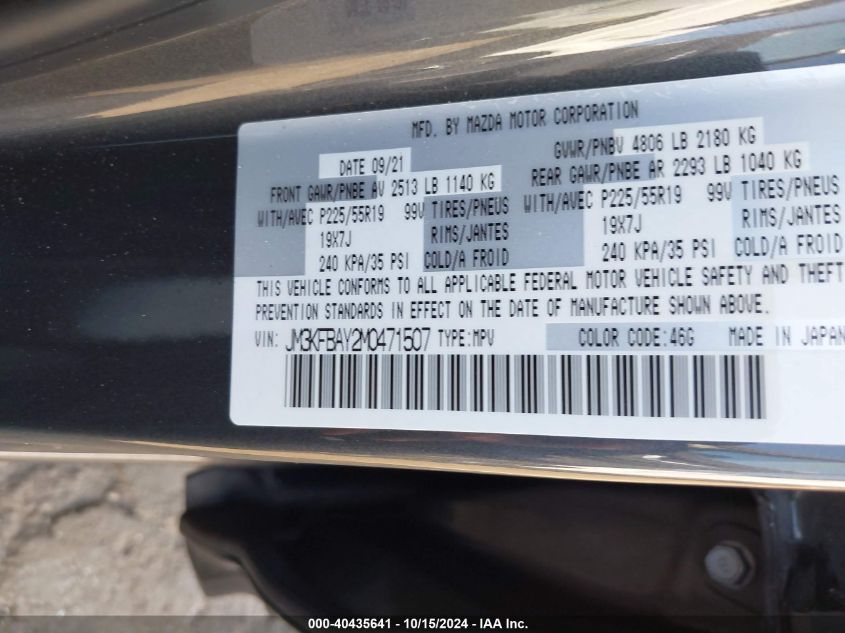 MFD. BY MAZDA MOTOR CORPORATION
DATE 09/21 GVWR/PNBV 4806 LB 2180 KG
FRONT GAWR/PNBE AV 2513 LB 1140 KG REAR GAWR/PNBE AR 2293 LB 1040 KG
WITH/AVEC P225/55R19 99V TIRES/PNEUS WITH/AVEC P225/55R19 99V TIRES/PNEUS
19X7J RIMS/JANTES 19X7J RIMS/JANTES
240 KPA/35 PSI COLD/A FROID 240 KPA/35 PSI COLD/A FROID
THIS VEHICLE CONFORMS TO ALL APPLICABLE FEDERAL MOTOR VEHICLE SAFETY AND THEFT
PREVENTION STANDARDS IN EFFECT ON THE DATE OF MANUFACTURE SHOWN ABOVE.
VIN: JM3KFBAY2M0471507 TYPE:MPV COLOR CODE:46G MADE IN JAPAN
000-40435641 - 10/15/2024 - IAA Inc.